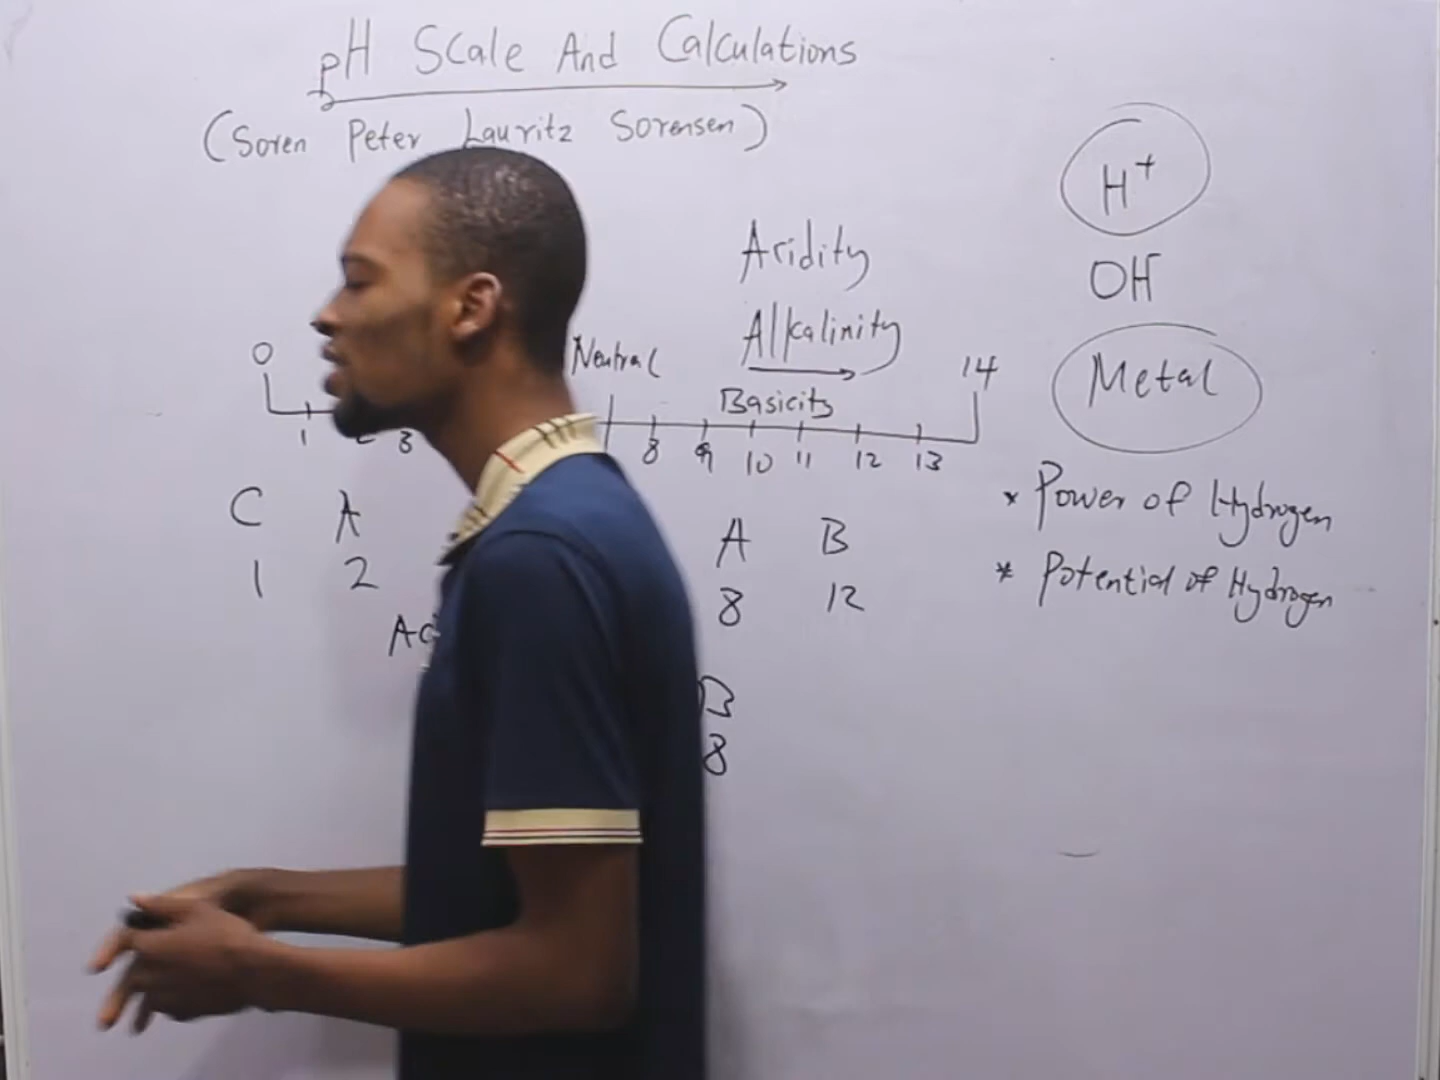 pH Scale And Calculations
(Soren Peter Lauritz Sorensen)
H+
OH
Metal
Acidity
Alkalinity
Basicity
Neutral
0 14
1 3 8 9 10 11 12 13
C A
1 2
A B
8 12
B
8
* Power of Hydrogen
* Potential of Hydrogen